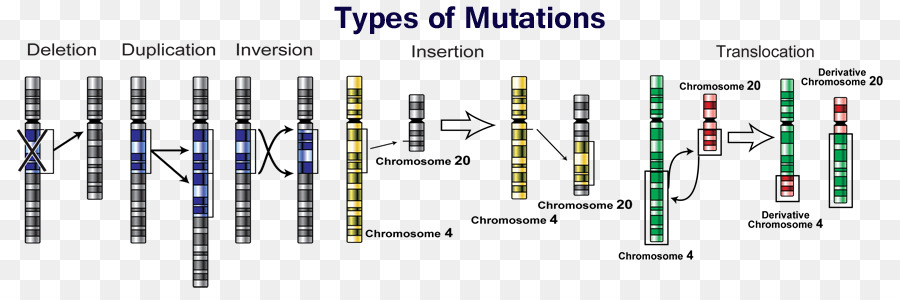 Types of Mutations
Deletion
Duplication
Inversion
Insertion
Translocation
Chromosome 20
Chromosome 4
Chromosome 4
Chromosome 20
Chromosome 20
Chromosome 4
Derivative
Chromosome 20
Derivative
Chromosome 4